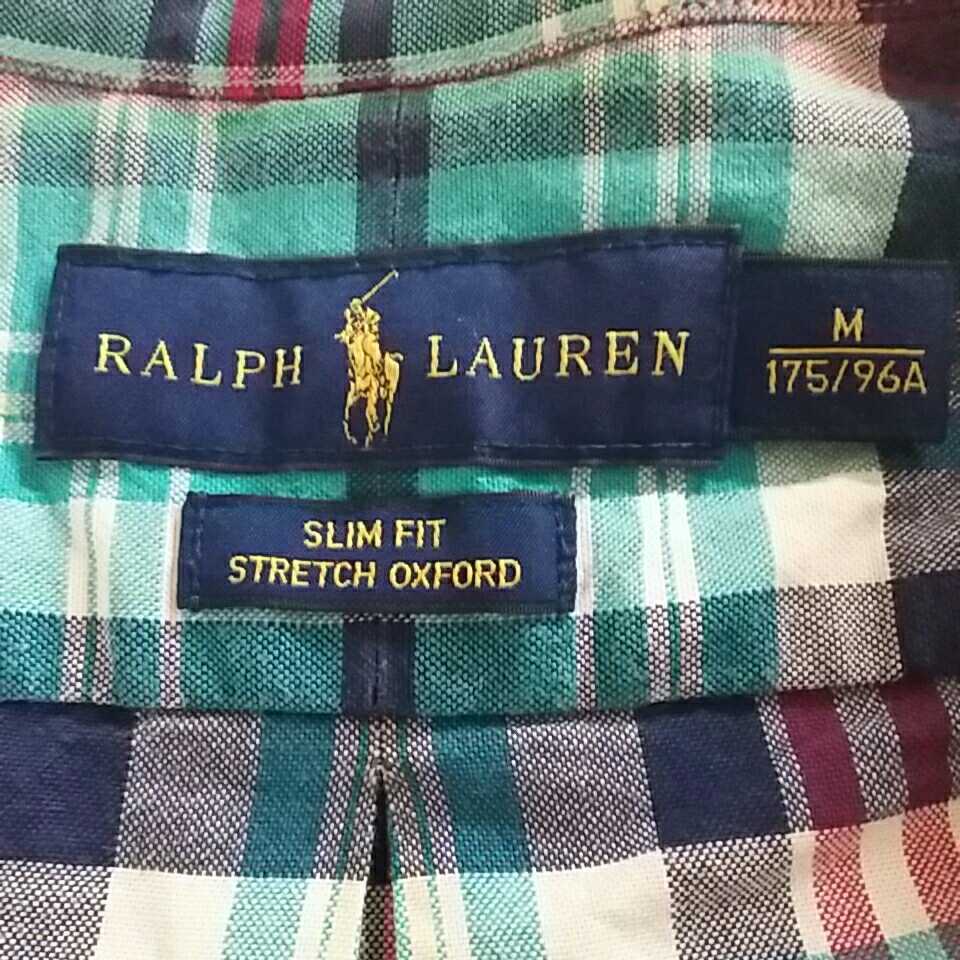 RALPH LAUREN
M
175/96A
SLIM FIT
STRETCH OXFORD